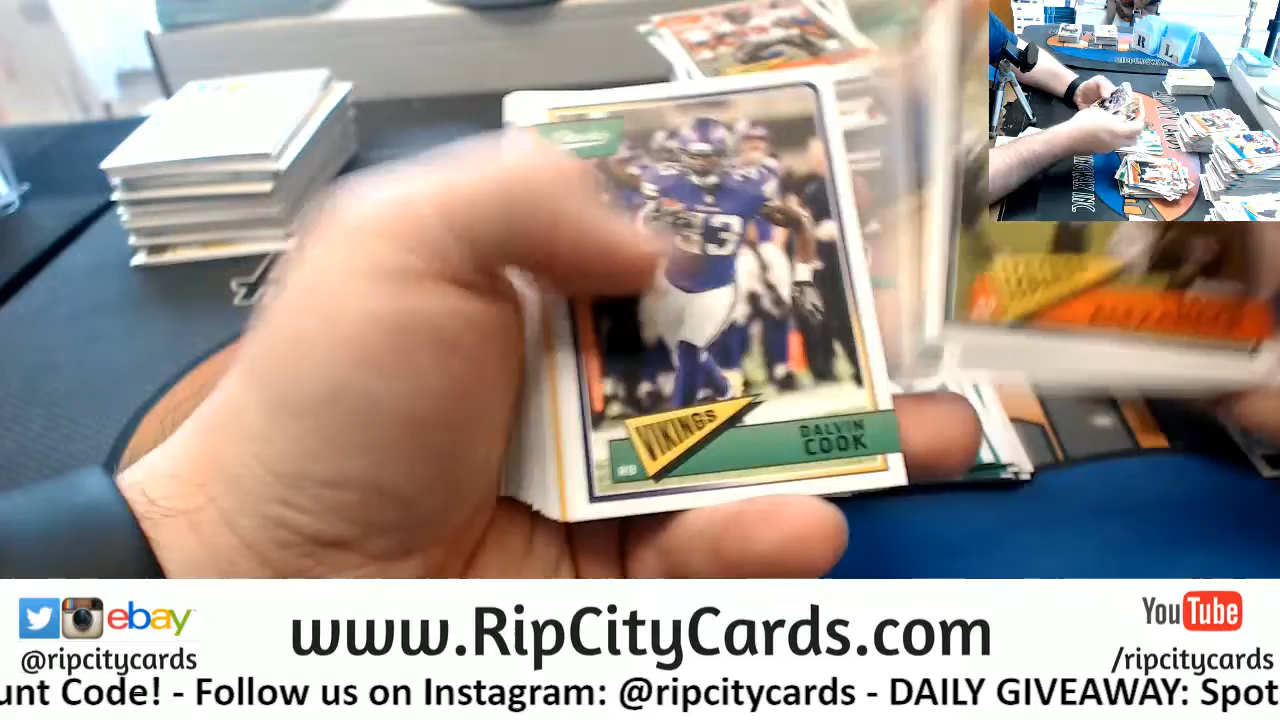 R L
33
VIKINGS
DALVIN
COOK
RB
ebay
www.RipCityCards.com
YouTube
@ripcitycards
/ripcitycards
unt Code! - Follow us on Instagram: @ripcitycards - DAILY GIVEAWAY: Spot